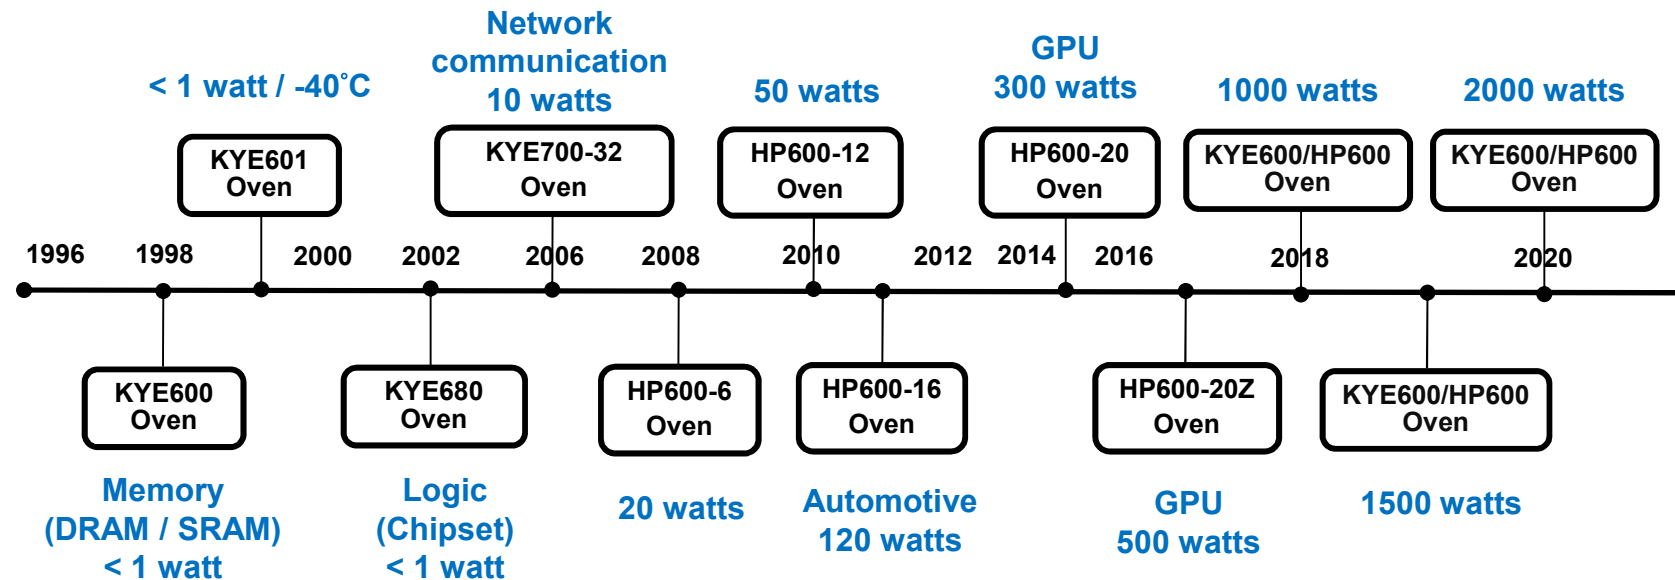 Network
communication
10 watts
< 1 watt / -40°C
50 watts
GPU
300 watts
1000 watts
2000 watts
KYE601
Oven
KYE700-32
Oven
HP600-12
Oven
HP600-20
Oven
KYE600/HP600
Oven
KYE600/HP600
Oven
1996
1998
2000
2002
2006
2008
2010
2012
2014
2016
2018
2020
KYE600
Oven
KYE680
Oven
HP600-6
Oven
HP600-16
Oven
HP600-20Z
Oven
KYE600/HP600
Oven
Memory
(DRAM / SRAM)
< 1 watt
Logic
(Chipset)
< 1 watt
20 watts
Automotive
120 watts
GPU
500 watts
1500 watts